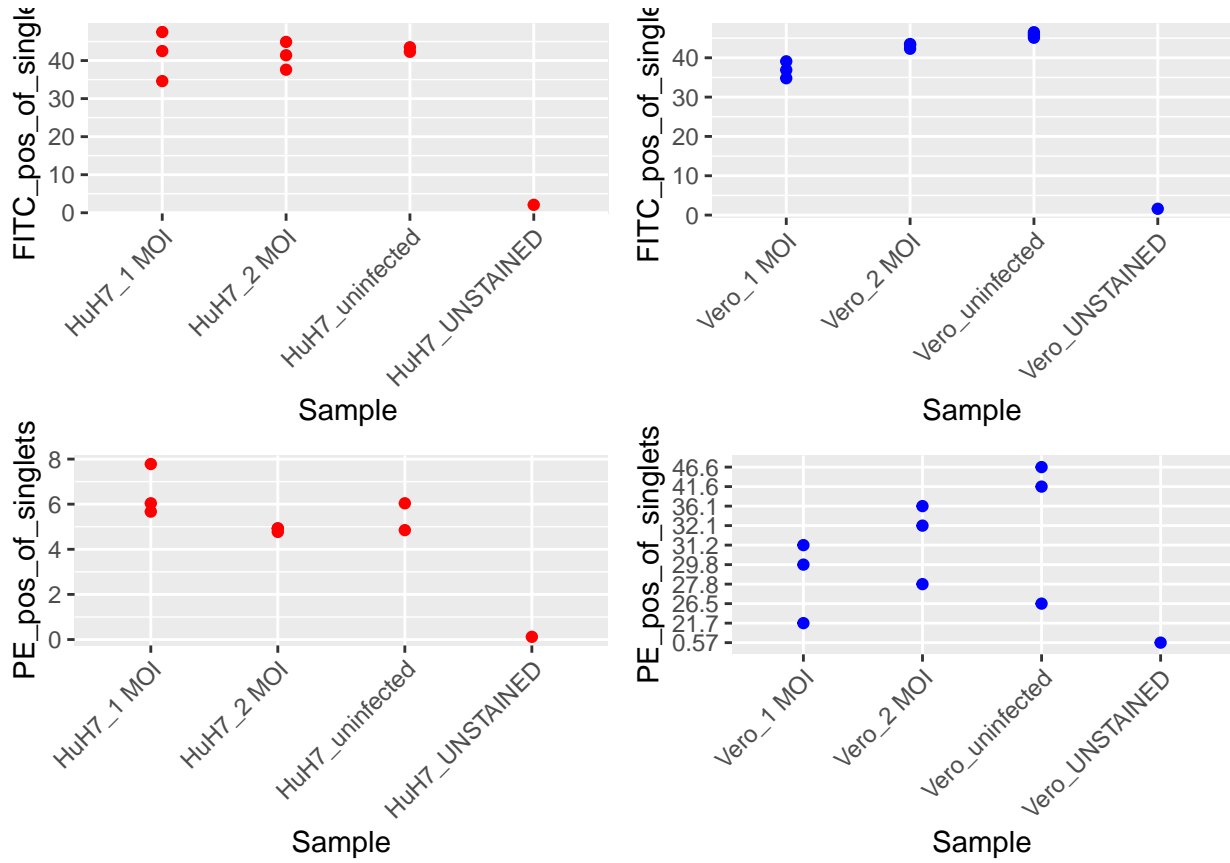 FITC_pos_of_single
40
30
20
10
0
HuH7_1 MOI
HuH7_2 MOI
HuH7_uninfected
HuH7_UNSTAINED
Sample
FITC_pos_of_single
40
30
20
10
0
Vero_1 MOI
Vero_2 MOI
Vero_uninfected
Vero_UNSTAINED
Sample
PE_pos_of_singlets
8
6
4
2
0
HuH7_1 MOI
HuH7_2 MOI
HuH7_uninfected
HuH7_UNSTAINED
Sample
PE_pos_of_singlets
46.6
41.6
36.1
32.1
31.2
29.8
27.8
26.5
21.7
0.57
Vero_1 MOI
Vero_2 MOI
Vero_uninfected
Vero_UNSTAINED
Sample